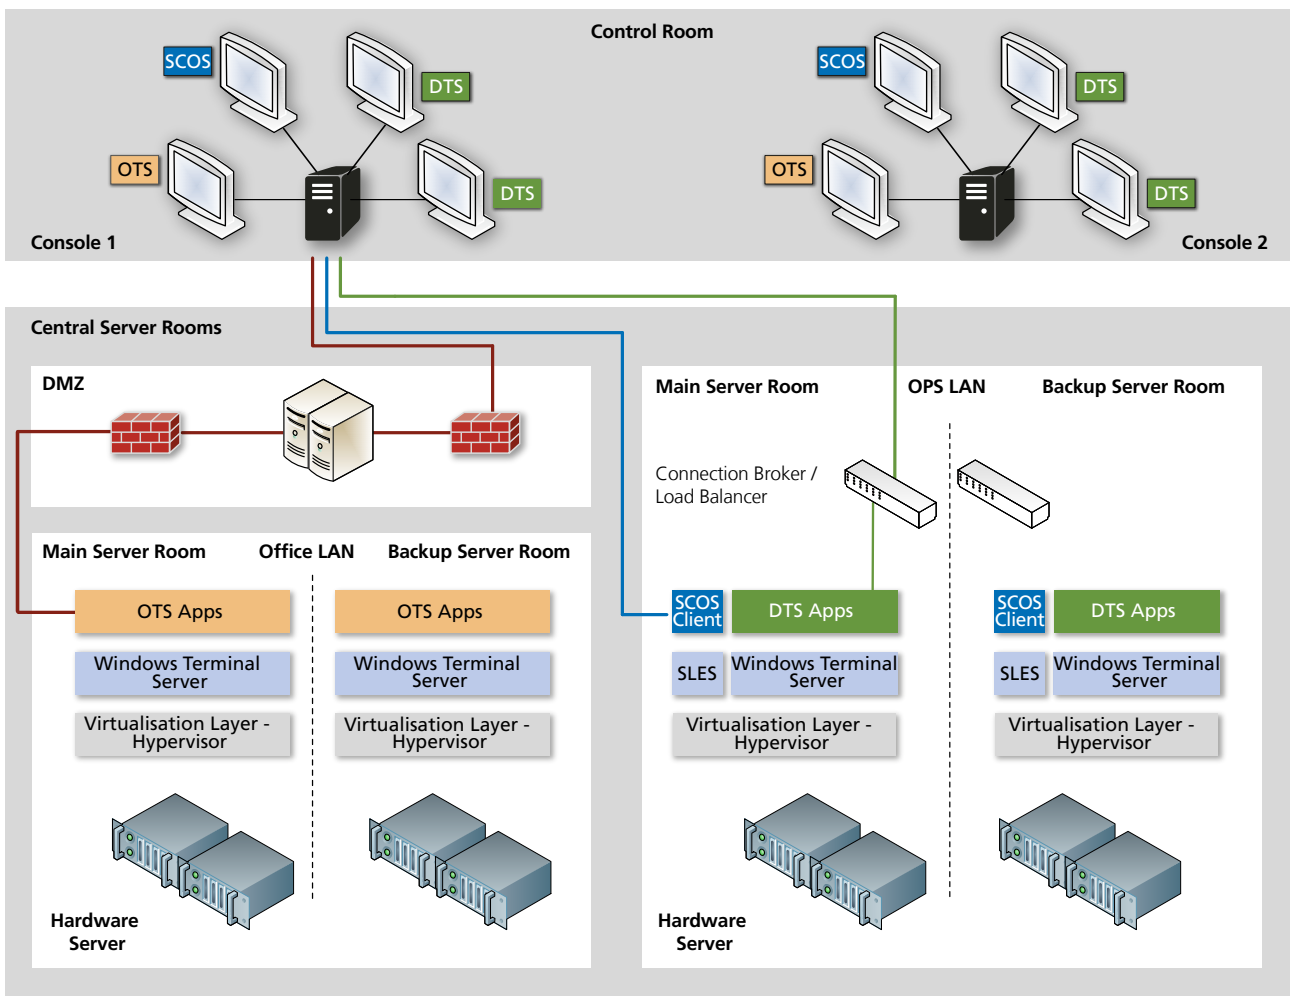 Control Room
SCOS
DTS
OTS
DTS
Console 1
SCOS
DTS
OTS
DTS
Console 2
Central Server Rooms
DMZ
Main Server Room
Office LAN
Backup Server Room
OTS Apps
OTS Apps
Windows Terminal
Server
Windows Terminal
Server
Virtualisation Layer -
Hypervisor
Virtualisation Layer -
Hypervisor
Hardware
Server
Main Server Room
OPS LAN
Backup Server Room
Connection Broker /
Load Balancer
SCOS
Client
DTS Apps
SCOS
Client
DTS Apps
SLES
Windows Terminal
Server
SLES
Windows Terminal
Server
Virtualisation Layer -
Hypervisor
Virtualisation Layer -
Hypervisor
Hardware
Server